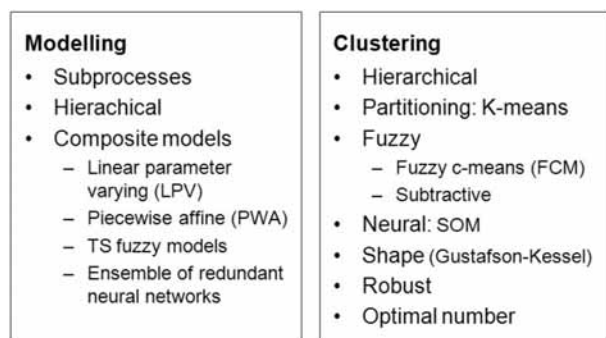 Modelling
• Subprocesses
• Hierachical
• Composite models
– Linear parameter
varying (LPV)
– Piecewise affine (PWA)
– TS fuzzy models
– Ensemble of redundant
neural networks
Clustering
• Hierarchical
• Partitioning: K-means
• Fuzzy
– Fuzzy c-means (FCM)
– Subtractive
• Neural: SOM
• Shape (Gustafson-Kessel)
• Robust
• Optimal number